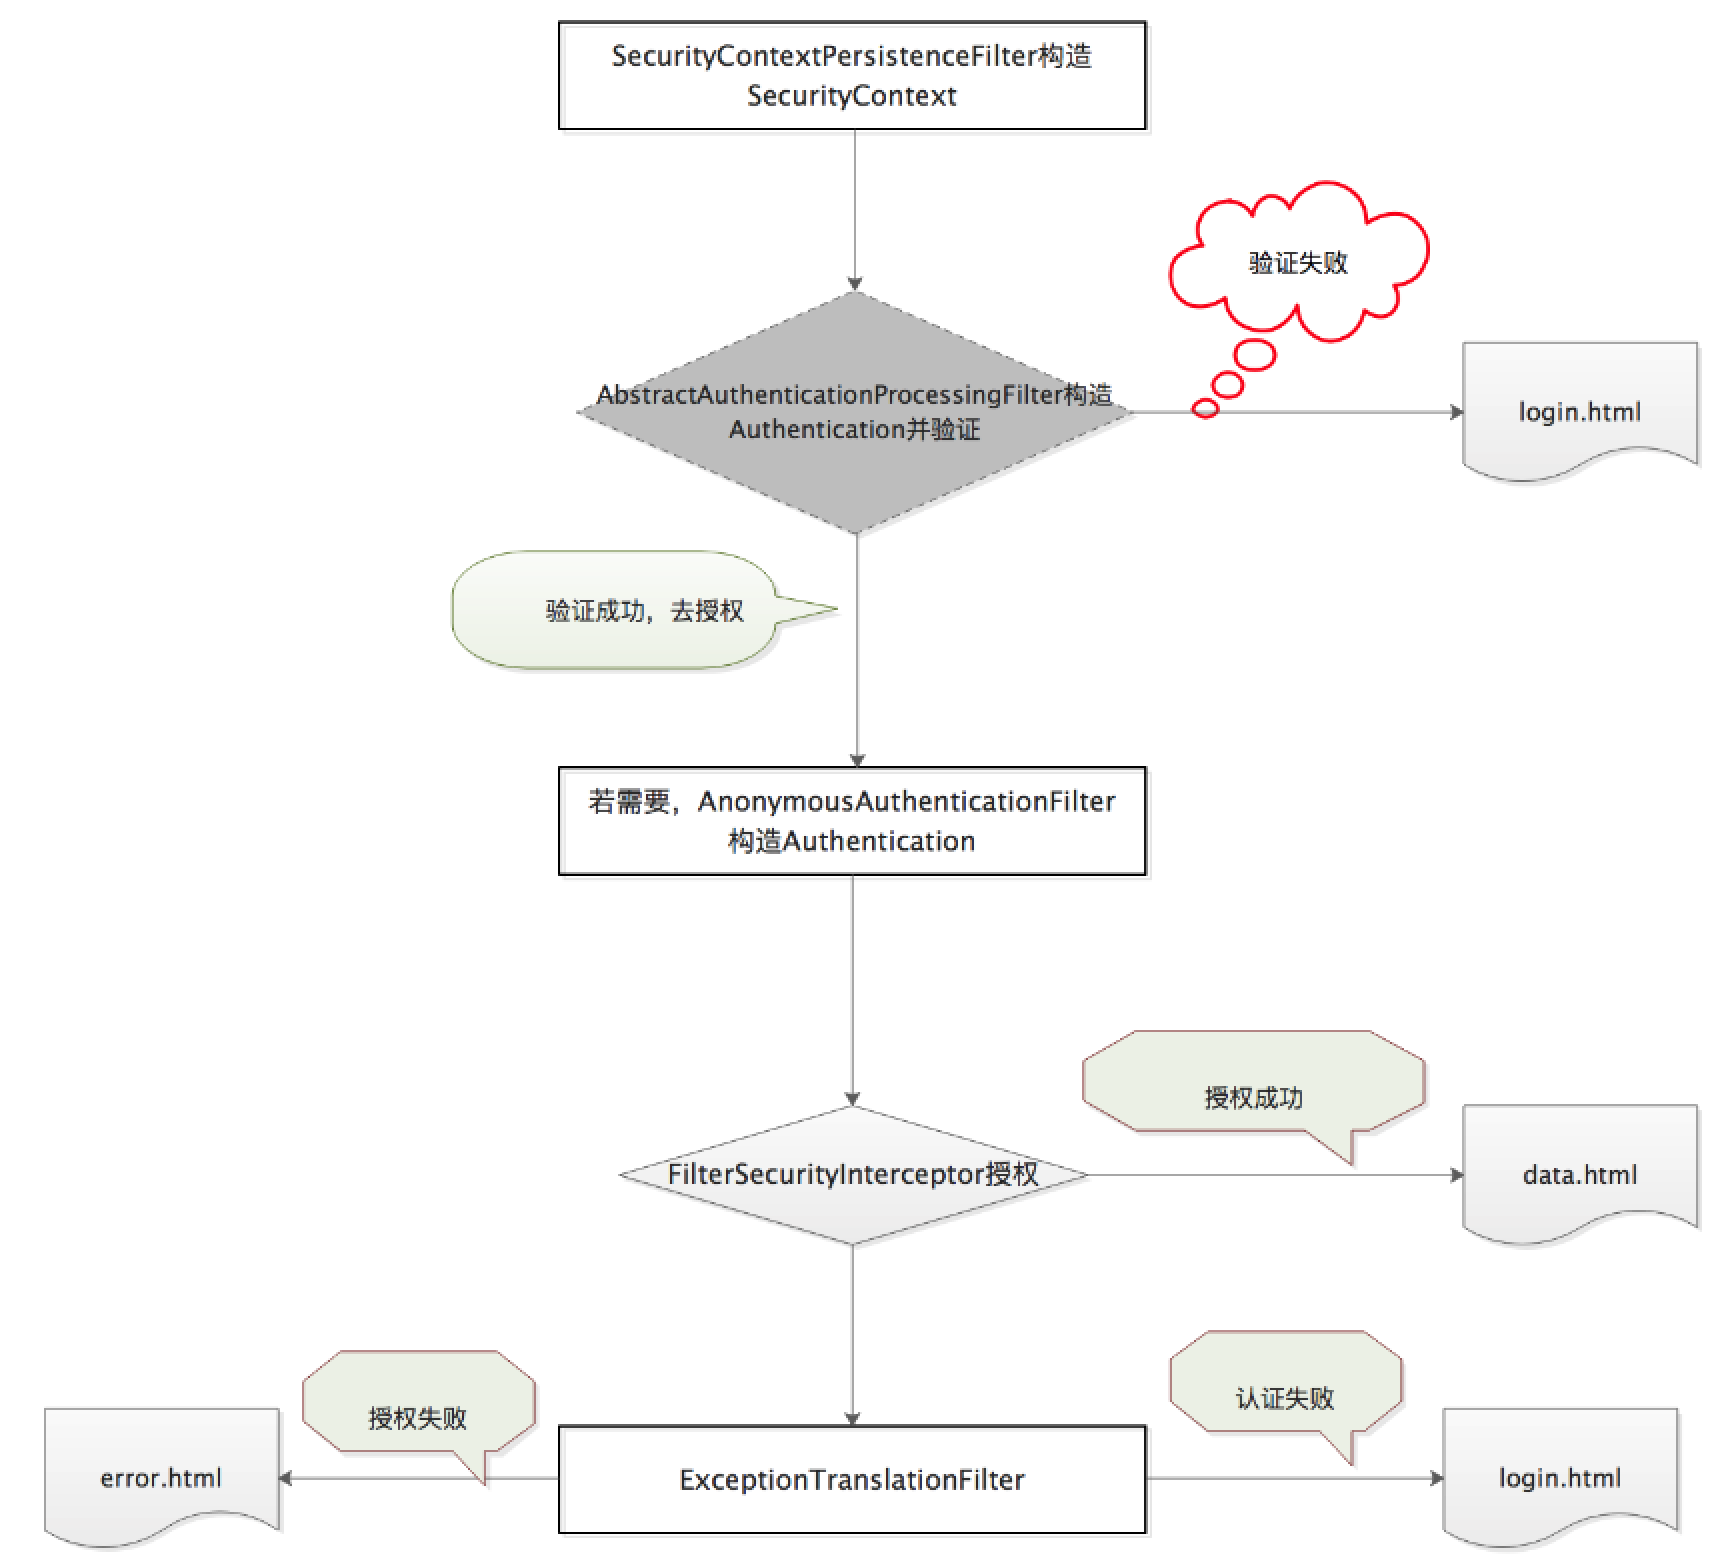 SecurityContextPersistenceFilter构造
SecurityContext
验证失败
AbstractAuthenticationProcessingFilter构造
Authentication并验证
login.html
验证成功，去授权
若需要，AnonymousAuthenticationFilter
构造Authentication
授权成功
FilterSecurityInterceptor授权
data.html
授权失败
认证失败
error.html
ExceptionTranslationFilter
login.html